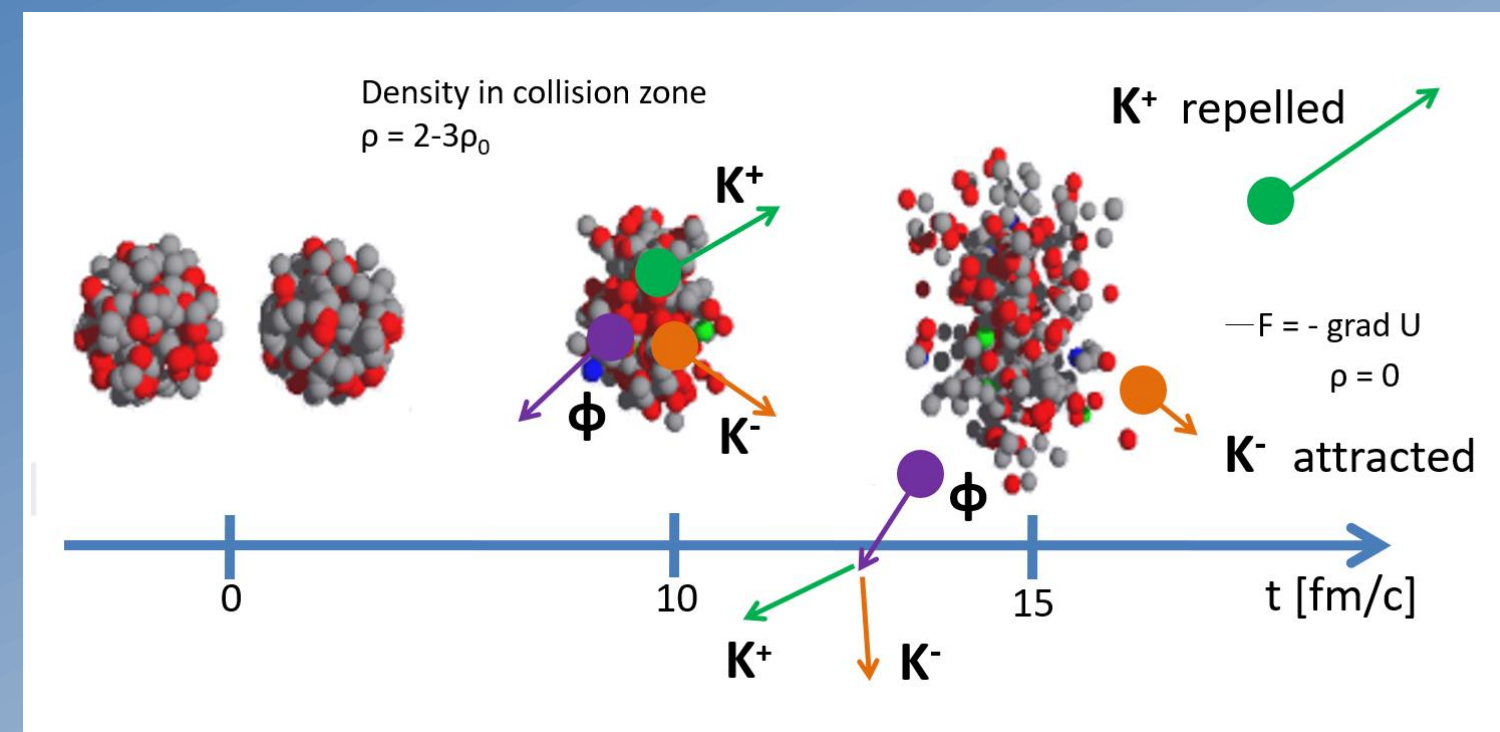 Density in collision zone
ρ = 2-3ρ₀
K⁺ repelled
K⁺
F = - grad U
ρ = 0
ϕ
K⁻
K⁻ attracted
ϕ
0
10
15
t [fm/c]
K⁺
K⁻